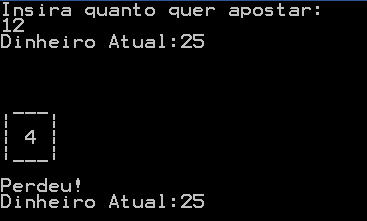 Insira quanto quer apostar:
12
Dinheiro Atual:25
4
Perdeu!
Dinheiro Atual:25